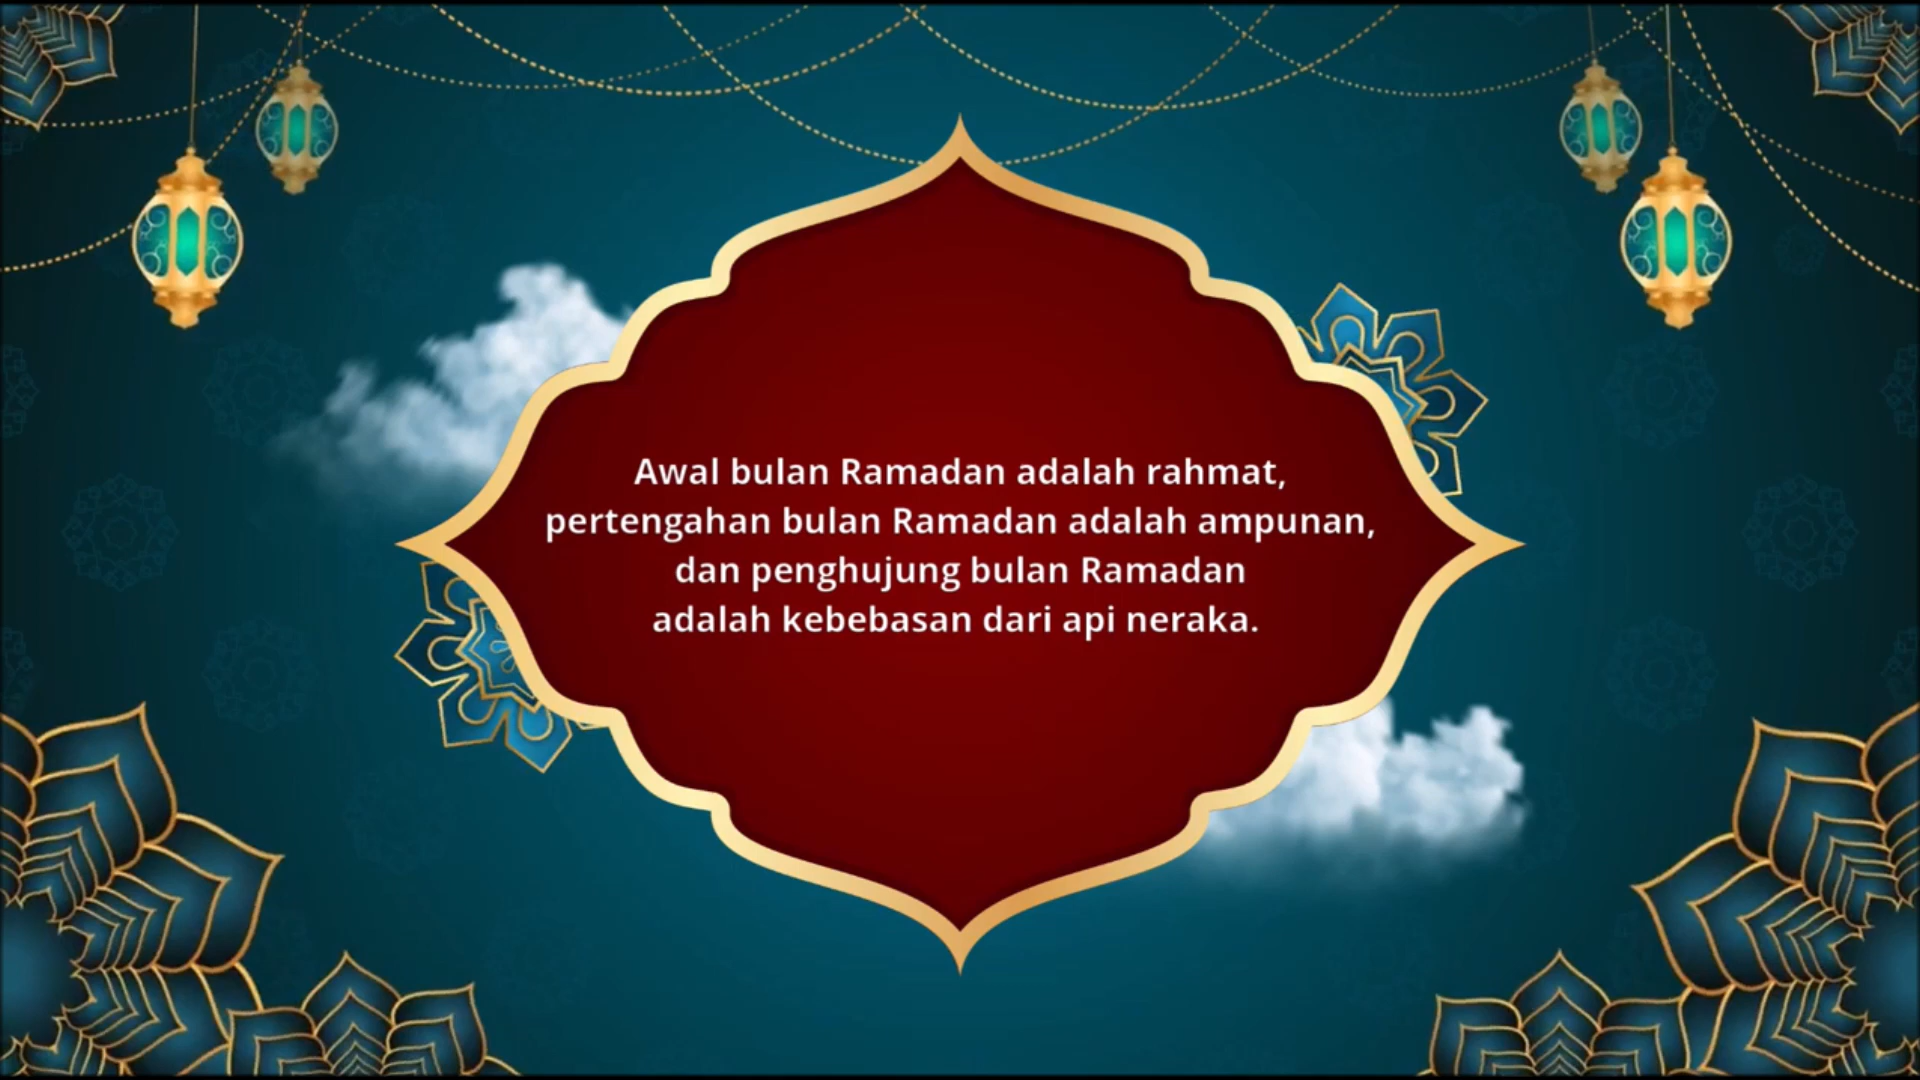 Awal bulan Ramadan adalah rahmat,
pertengahan bulan Ramadan adalah ampunan,
dan penghujung bulan Ramadan
adalah kebebasan dari api neraka.